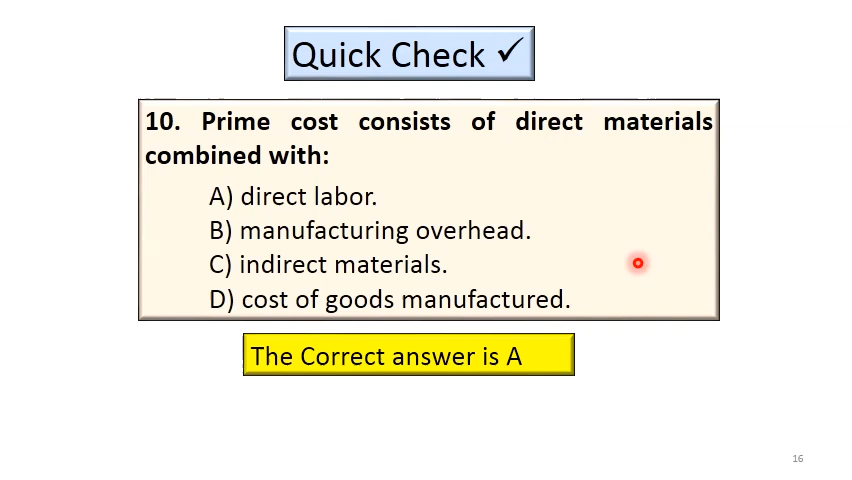 Quick Check ✓
10. Prime cost consists of direct materials
combined with:
A) direct labor.
B) manufacturing overhead.
C) indirect materials.
D) cost of goods manufactured.
The Correct answer is A
16